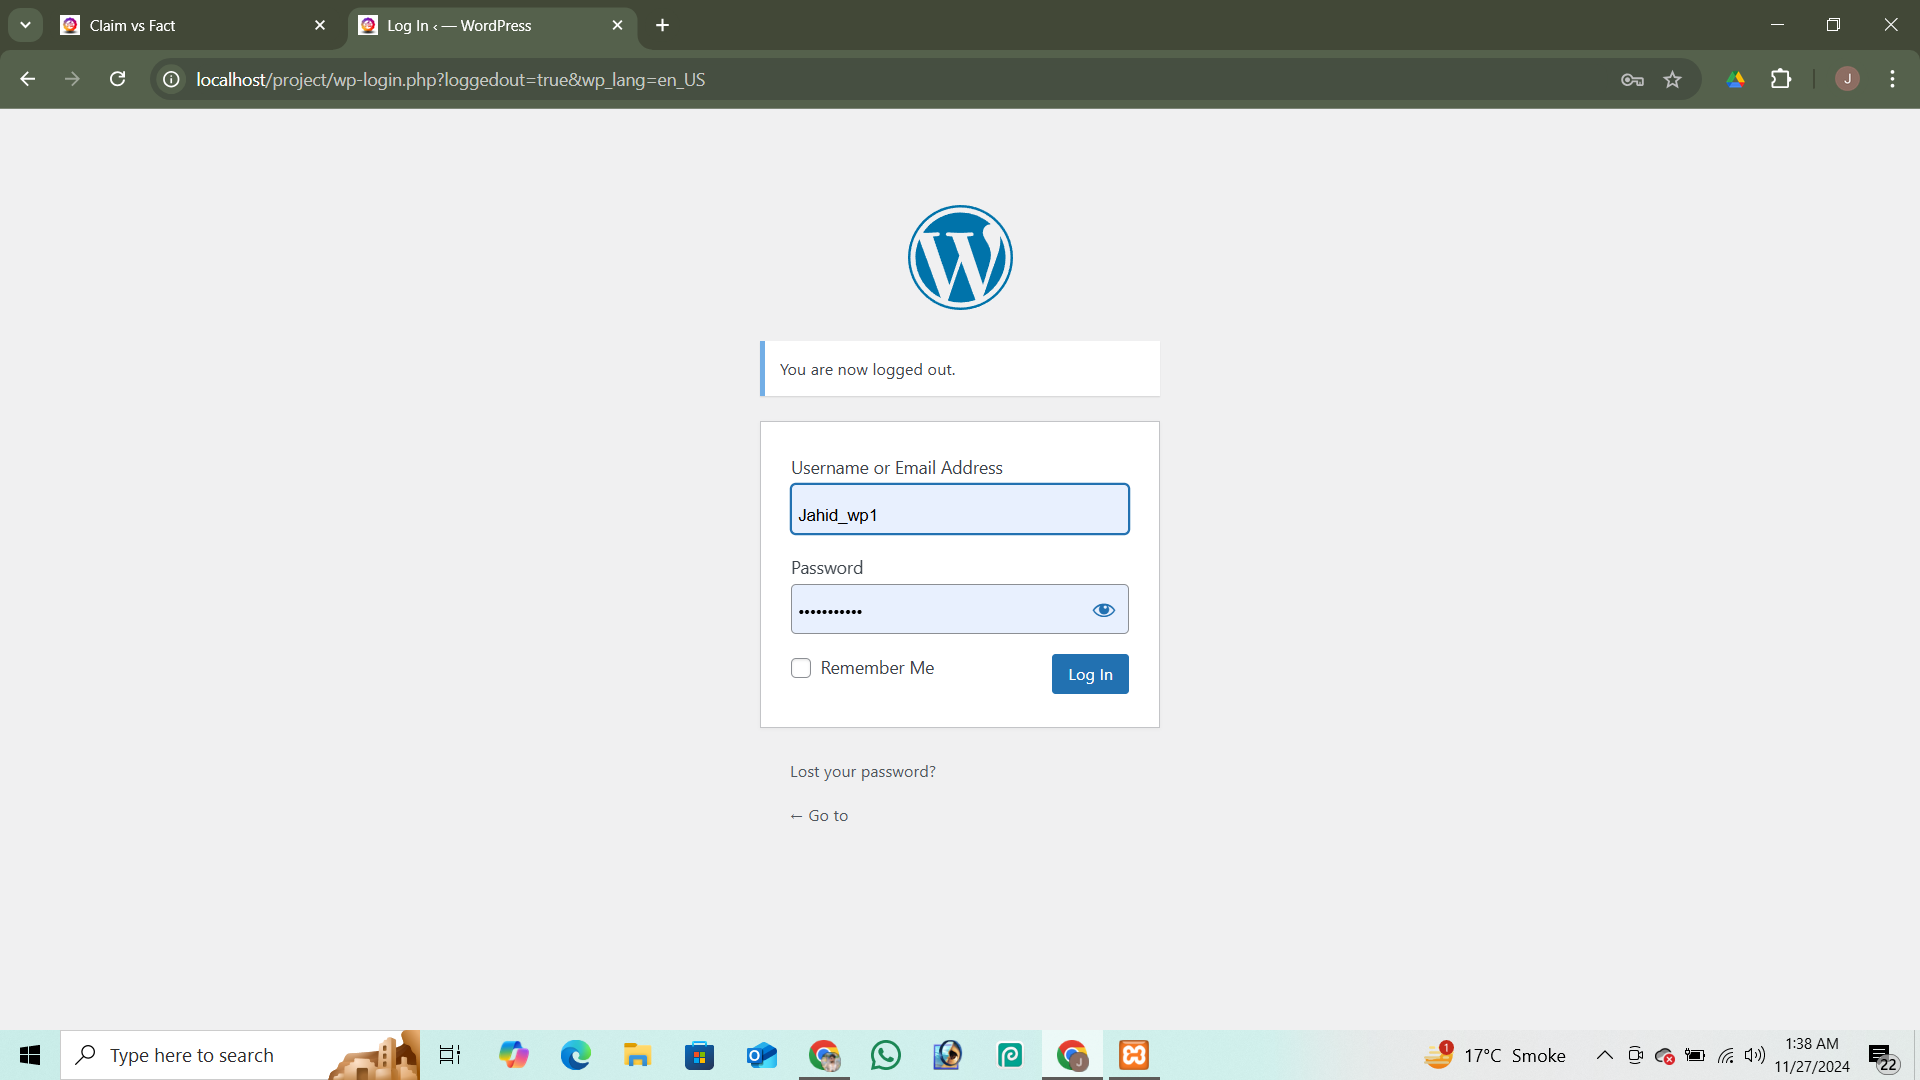 Claim vs Fact
Log In ‹ — WordPress
localhost/project/wp-login.php?loggedout=true&wp_lang=en_US
J
You are now logged out.
Username or Email Address
Jahid_wp1
Password
•••••••••••
Remember Me
Log In
Lost your password?
← Go to
Type here to search
1
17°C Smoke
1:38 AM
11/27/2024
22